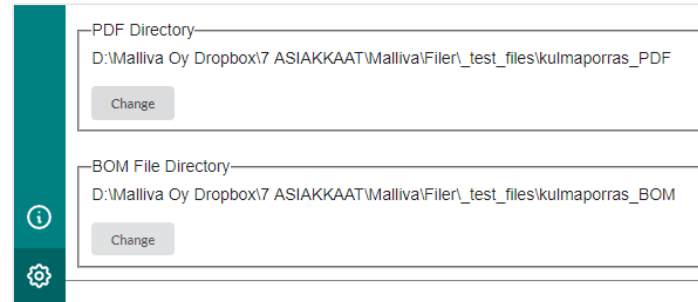 PDF Directory
D:\Malliva Oy Dropbox\7 ASIAKKAAT\Malliva\Filer\_test_files\kulmaporras_PDF
Change
BOM File Directory
D:\Malliva Oy Dropbox\7 ASIAKKAAT\Malliva\Filer\_test_files\kulmaporras_BOM
Change